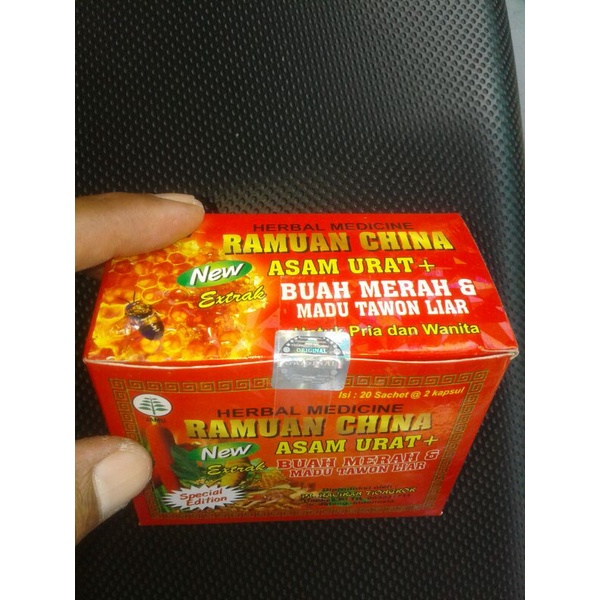 HERBAL MEDICINE
RAMUAN CHINA
New
ASAM URAT+
Extrak
BUAH MERAH &
MADU TAWON LIAR
Untuk Pria dan Wanita
ORIGINAL
Isi : 20 Sachet @ 2 kapsul
JAMU
HERBAL MEDICINE
RAMUAN CHINA
New
ASAM URAT+
Extrak
BUAH MERAH &
MADU TAWON LIAR
Special
Edition